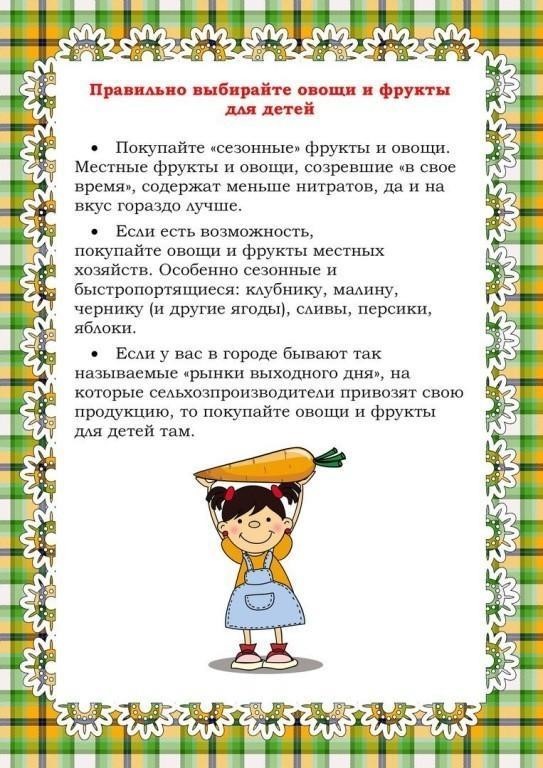 Правильно выбирайте овощи и фрукты
для детей
• Покупайте «сезонные» фрукты и овощи.
Местные фрукты и овощи, созревшие «в свое
время», содержат меньше нитратов, да и на
вкус гораздо лучше.
• Если есть возможность,
покупайте овощи и фрукты местных
хозяйств. Особенно сезонные и
быстропортящиеся: клубнику, малину,
чернику (и другие ягоды), сливы, персики,
яблоки.
• Если у вас в городе бывают так
называемые «рынки выходного дня», на
которые сельхозпроизводители привозят свою
продукцию, то покупайте овощи и фрукты
для детей там.